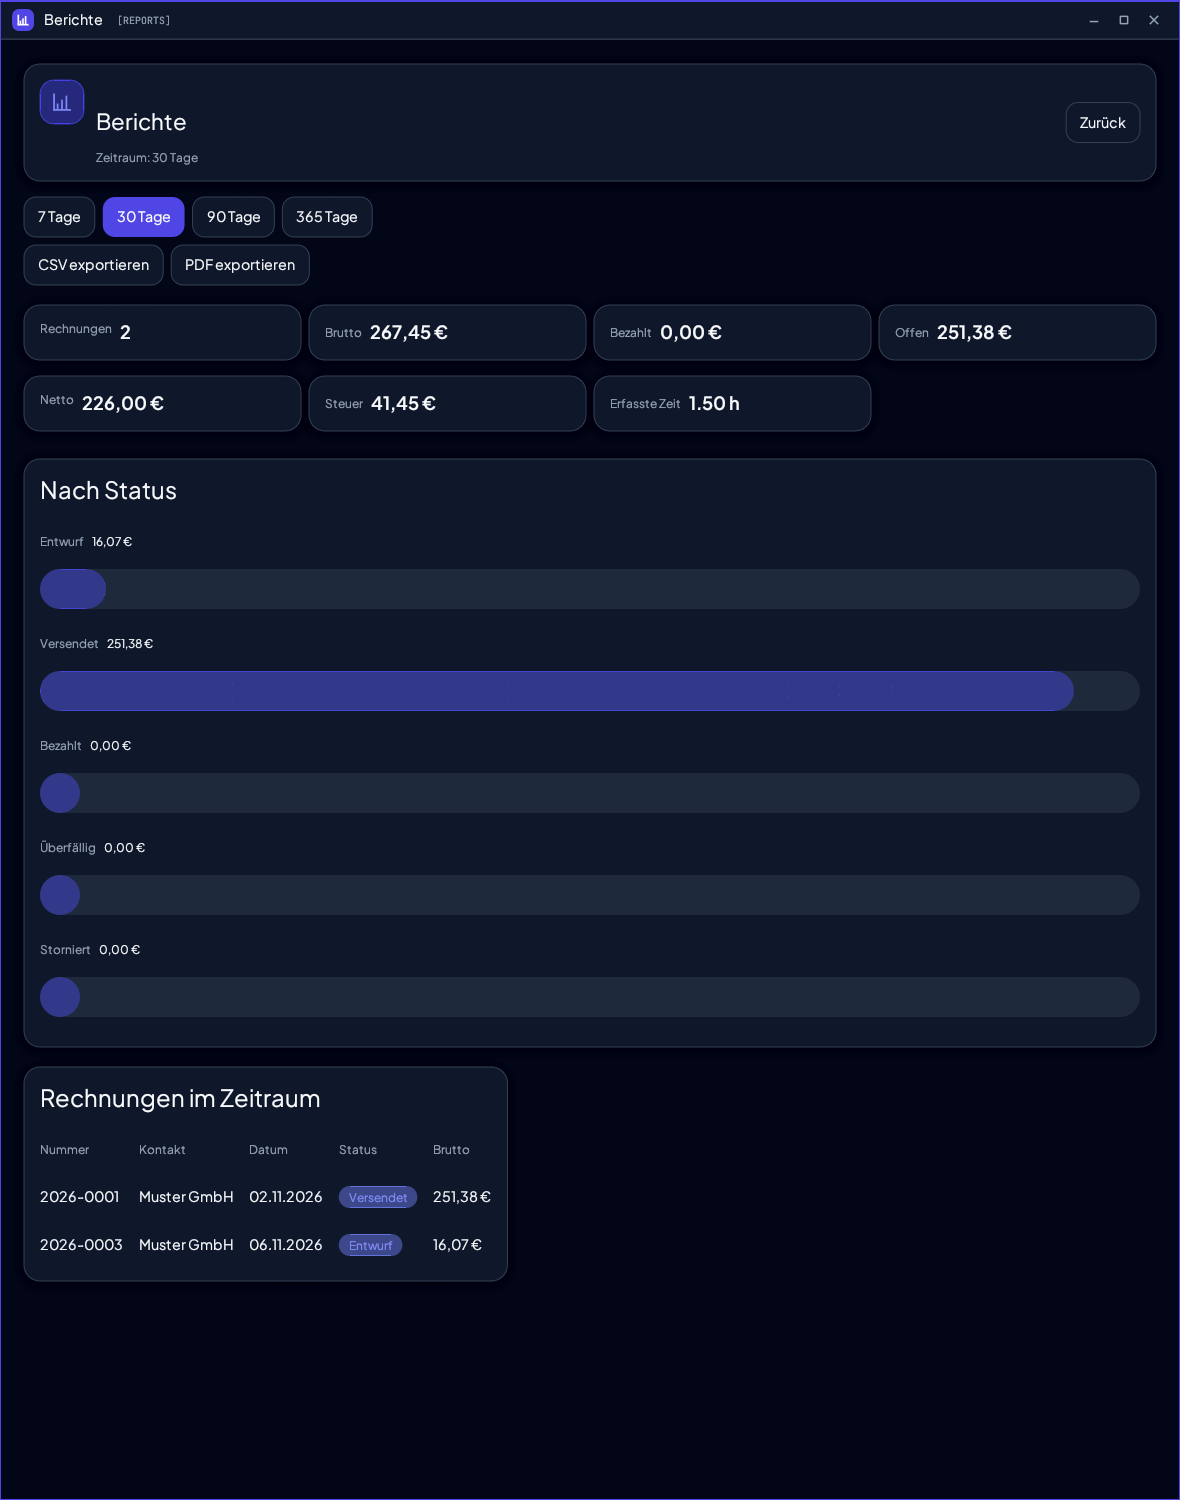 Berichte [REPORTS]
Berichte
Zurück
Zeitraum: 30 Tage
7 Tage 30 Tage 90 Tage 365 Tage
CSV exportieren PDF exportieren
Rechnungen 2 Brutto 267,45 € Bezahlt 0,00 € Offen 251,38 €
Netto 226,00 € Steuer 41,45 € Erfasste Zeit 1.50 h
Nach Status
Entwurf 16,07 €
Versendet 251,38 €
Bezahlt 0,00 €
Überfällig 0,00 €
Storniert 0,00 €
Rechnungen im Zeitraum
Nummer Kontakt Datum Status Brutto
2026-0001 Muster GmbH 02.11.2026 Versendet 251,38 €
2026-0003 Muster GmbH 06.11.2026 Entwurf 16,07 €